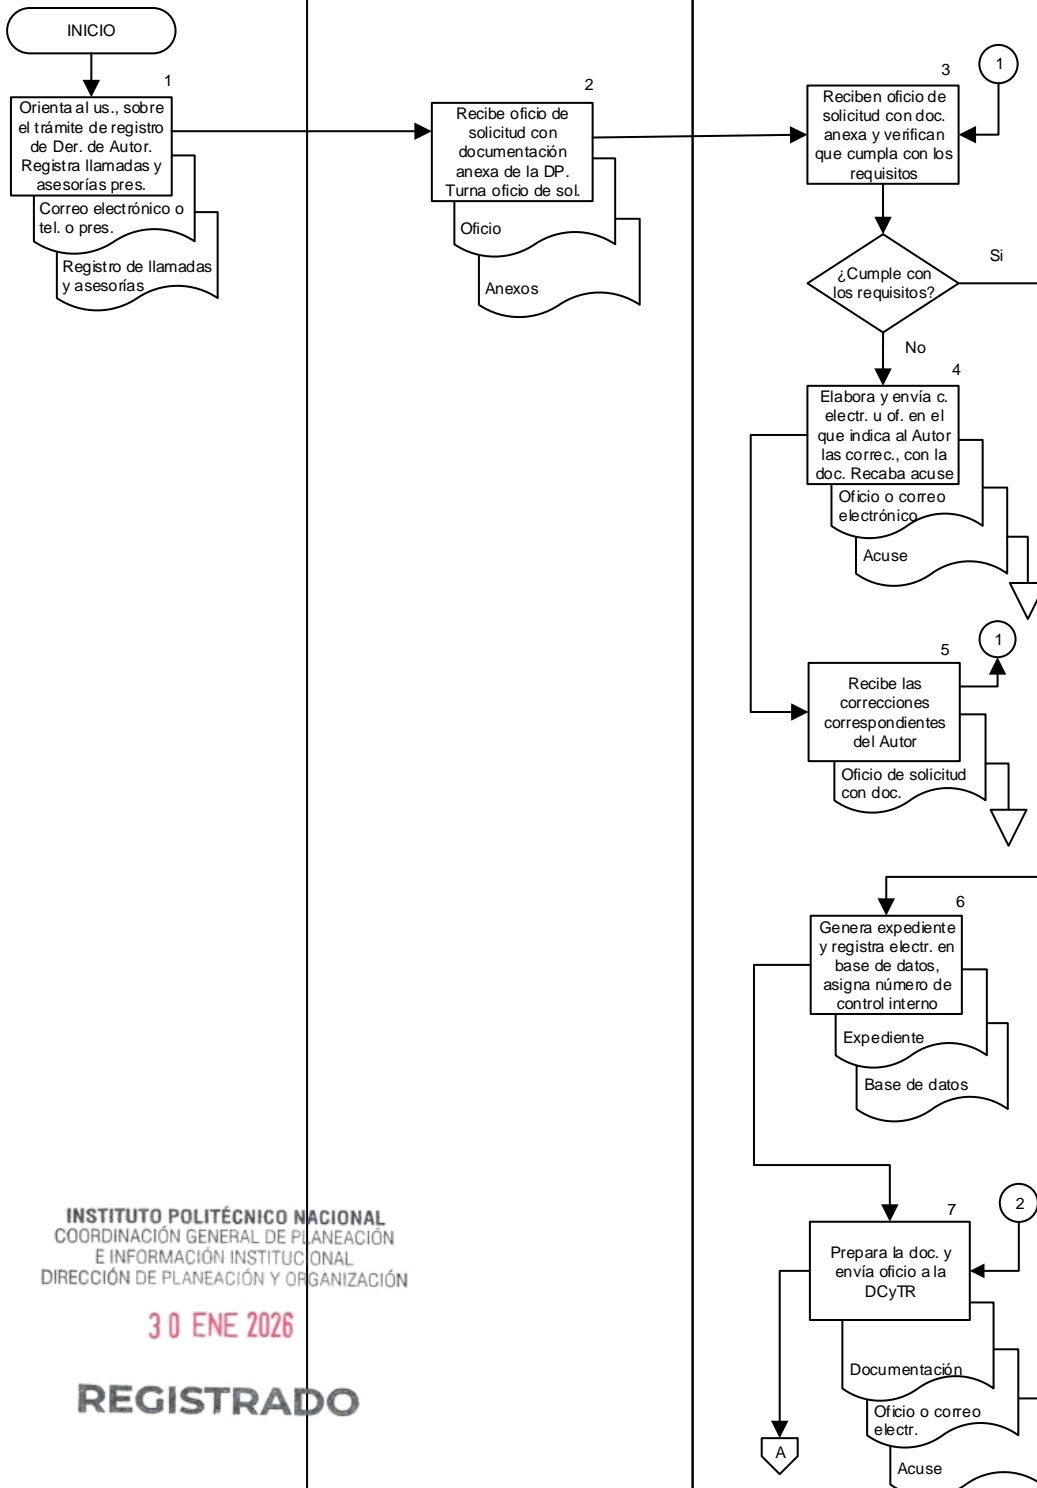 INICIO
1
Orienta al us., sobre
el trámite de registro
de Der. de Autor.
Registra llamadas y
asesorías pres.
Correo electrónico o
tel. o pres.
Registro de llamadas
y asesorías
2
Recibe oficio de
solicitud con
documentación
anexa de la DP.
Turna oficio de sol.
Oficio
Anexos
3
1
Reciben oficio de
solicitud con doc.
anexa y verifican
que cumpla con los
requisitos
¿Cumple con
los requisitos?
Si
No
4
Elabora y envía c.
electr. u of. en el
que indica al Autor
las correc., con la
doc. Recaba acuse
Oficio o correo
electrónico
Acuse
5
1
Recibe las
correcciones
correspondientes
del Autor
Oficio de solicitud
con doc.
6
Genera expediente
y registra electr. en
base de datos,
asigna número de
control interno
Expediente
Base de datos
7
2
Prepara la doc. y
envía oficio a la
DCyTR
Documentación
Oficio o correo
electr.
Acuse
A
INSTITUTO POLITÉCNICO NACIONAL
COORDINACIÓN GENERAL DE PLANEACIÓN
E INFORMACIÓN INSTITUCIONAL
DIRECCIÓN DE PLANEACIÓN Y ORGANIZACIÓN
30 ENE 2026
REGISTRADO